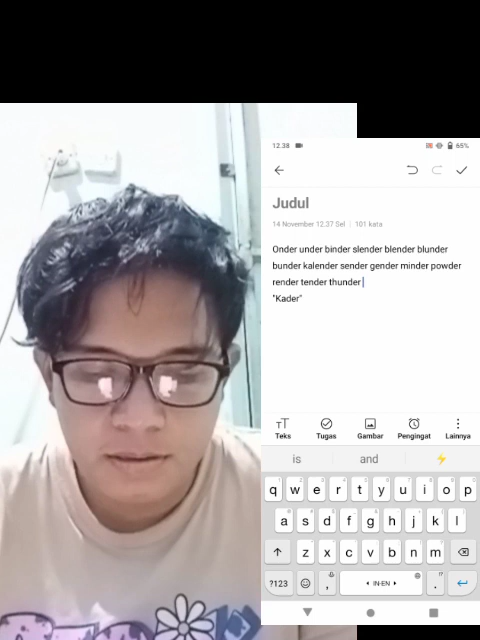 12.38
65%
Judul
14 November 12.37 Sel | 101 kata
Onder under binder slender blender blunder
bunder kalender sender gender minder powder
render tender thunder
"Kader"
Teks Tugas Gambar Pengingat Lainnya
is and
q w e r t y u i o p
a s d f g h j k l
z x c v b n m
?123 , IN·EN .